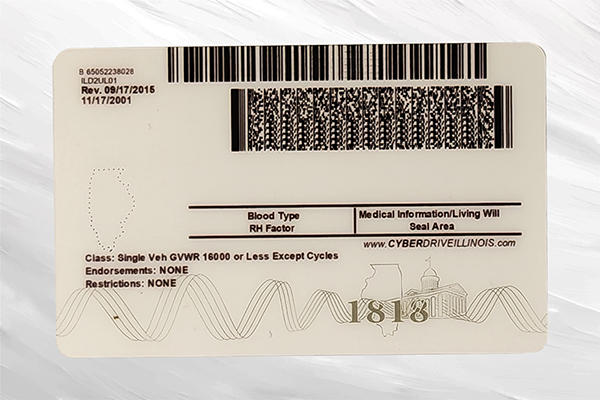 B 65052238028
ILD2UL01
Rev. 09/17/2015
11/17/2001
Blood Type
RH Factor
Medical Information/Living Will
Seal Area
www.CYBERDRIVEILLINOIS.com
Class: Single Veh GVWR 16000 or Less Except Cycles
Endorsements: NONE
Restrictions: NONE
1818